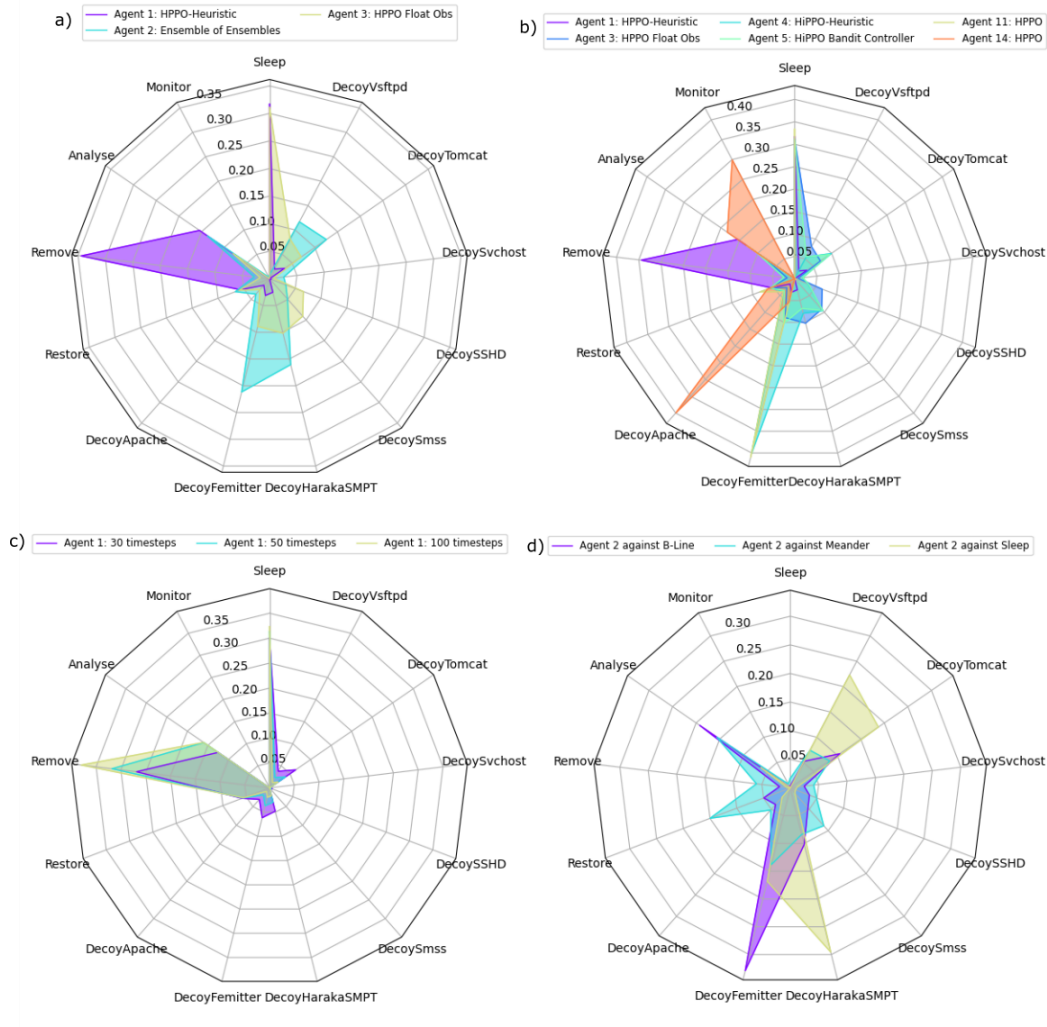 a)
Agent 1: HPPO-Heuristic
Agent 2: Ensemble of Ensembles
Agent 3: HPPO Float Obs
Sleep
DecoyVsftpd
DecoyTomcat
DecoySvchost
DecoySSHD
DecoySmss
DecoyHarakaSMPT
DecoyFemitter
DecoyApache
Restore
Remove
Analyse
Monitor
0.05
0.10
0.15
0.20
0.25
0.30
0.35
b)
Agent 1: HPPO-Heuristic
Agent 3: HPPO Float Obs
Agent 4: HiPPO-Heuristic
Agent 5: HiPPO Bandit Controller
Agent 11: HPPO
Agent 14: HPPO
Sleep
DecoyVsftpd
DecoyTomcat
DecoySvchost
DecoySSHD
DecoySmss
DecoyHarakaSMPT
DecoyFemitter
DecoyApache
Restore
Remove
Analyse
Monitor
0.05
0.10
0.15
0.20
0.25
0.30
0.35
0.40
c)
Agent 1: 30 timesteps
Agent 1: 50 timesteps
Agent 1: 100 timesteps
Sleep
DecoyVsftpd
DecoyTomcat
DecoySvchost
DecoySSHD
DecoySmss
DecoyHarakaSMPT
DecoyFemitter
DecoyApache
Restore
Remove
Analyse
Monitor
0.05
0.10
0.15
0.20
0.25
0.30
0.35
d)
Agent 2 against B-Line
Agent 2 against Meander
Agent 2 against Sleep
Sleep
DecoyVsftpd
DecoyTomcat
DecoySvchost
DecoySSHD
DecoySmss
DecoyHarakaSMPT
DecoyFemitter
DecoyApache
Restore
Remove
Analyse
Monitor
0.05
0.10
0.15
0.20
0.25
0.30